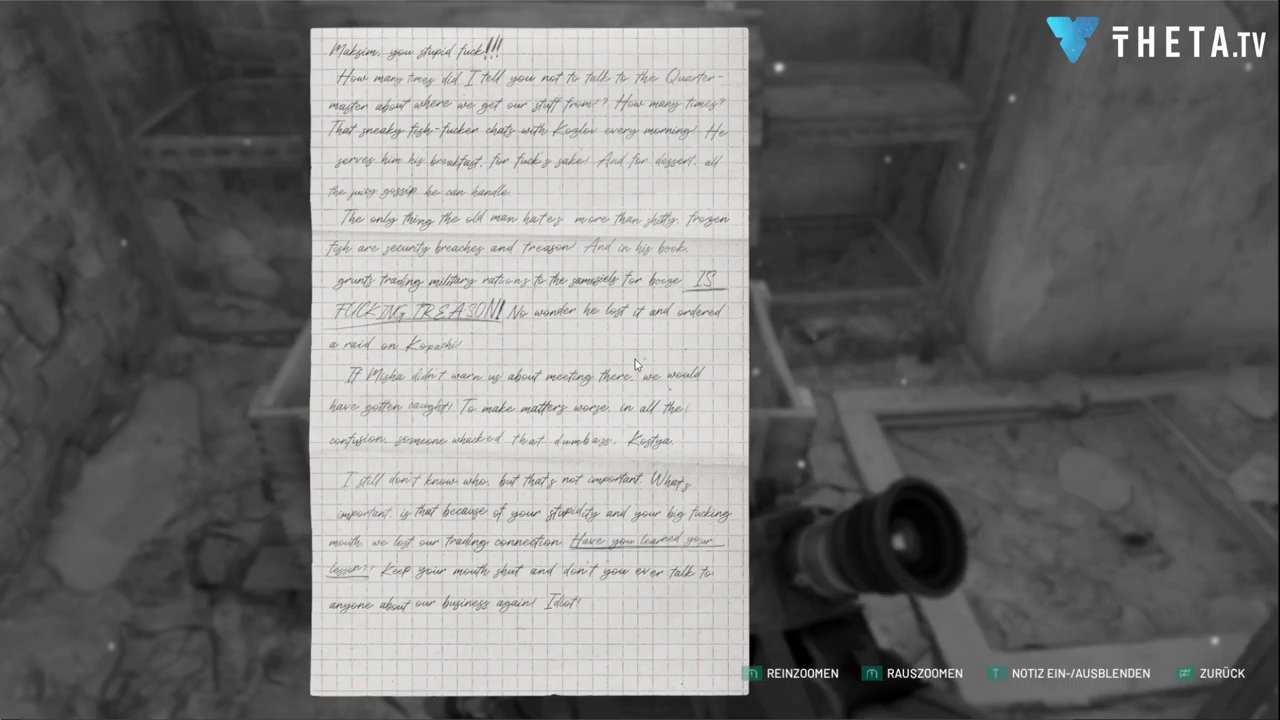 THETA.tv
Maksim, you stupid fuck!!!
How many times did I tell you not to talk to the Quarter-
master about where we get our stuff from!? How many times?
That sneaky fish-fucker chats with Kozlov every morning! He
serves him his breakfast, for fuck's sake! And for dessert, all
the juicy gossip he can handle.
The only thing the old man hates more than shitty, frozen
fish are security breaches and treason! And in his book,
grunts trading military rations to the samosiels for booze IS
FUCKING TREASON! No wonder he lost it and ordered
a raid on Kopachi!
If Misha didn't warn us about meeting there, we would
have gotten caught! To make matters worse, in all the
confusion, someone whacked that dumbass, Kostya.
I still don't know who, but that's not important. What's
important, is that because of your stupidity and your big fucking
mouth, we lost our trading connection. Have you learned your
lesson?! Keep your mouth shut and don't you ever talk to
anyone about our business again! Idiot!
REINZOOMEN RAUSZOOMEN T NOTIZ EIN-/AUSBLENDEN ZURÜCK